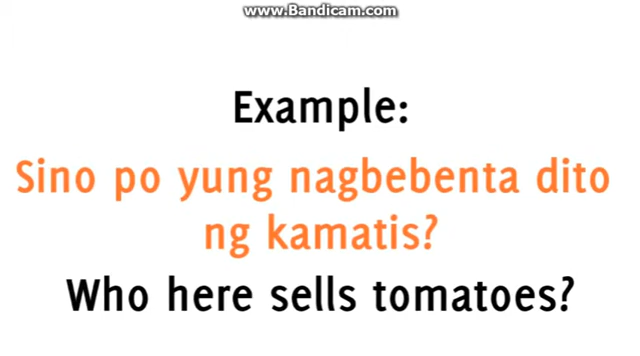 www.Bandicam.com
Example:
Sino po yung nagbebenta dito
ng kamatis?
Who here sells tomatoes?